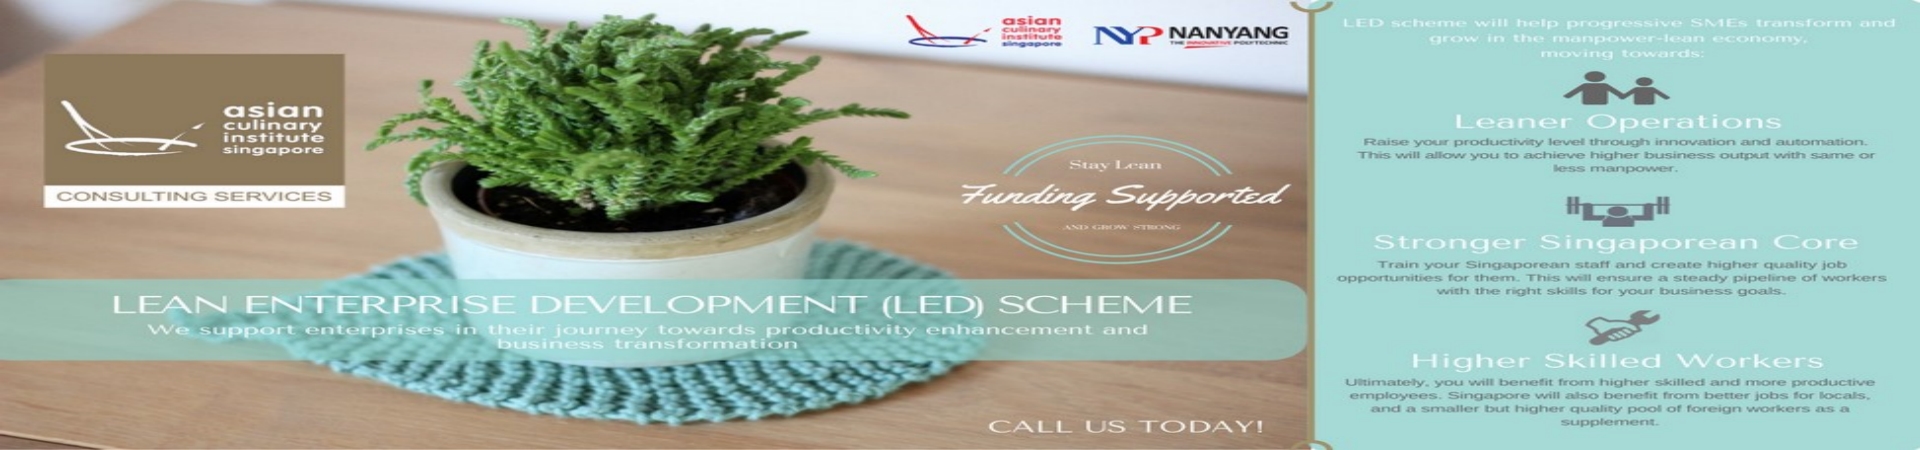 asian
culinary
institute
singapore
CONSULTING SERVICES
asian
culinary
institute
singapore
NYP NANYANG
THE INNOVATIVE POLYTECHNIC
Stay Lean
Funding Supported
AND GROW STRONG
LEAN ENTERPRISE DEVELOPMENT (LED) SCHEME
We support enterprises in their journey towards productivity enhancement and
business transformation
CALL US TODAY!
LED scheme will help progressive SMEs transform and
grow in the manpower-lean economy,
moving towards:
Leaner Operations
Raise your productivity level through innovation and automation.
This will allow you to achieve higher business output with same or
less manpower.
Stronger Singaporean Core
Train your Singaporean staff and create higher quality job
opportunities for them. This will ensure a steady pipeline of workers
with the right skills for your business goals.
Higher Skilled Workers
Ultimately, you will benefit from higher skilled and more productive
employees. Singapore will also benefit from better jobs for locals,
and a smaller but higher quality pool of foreign workers as a
supplement.